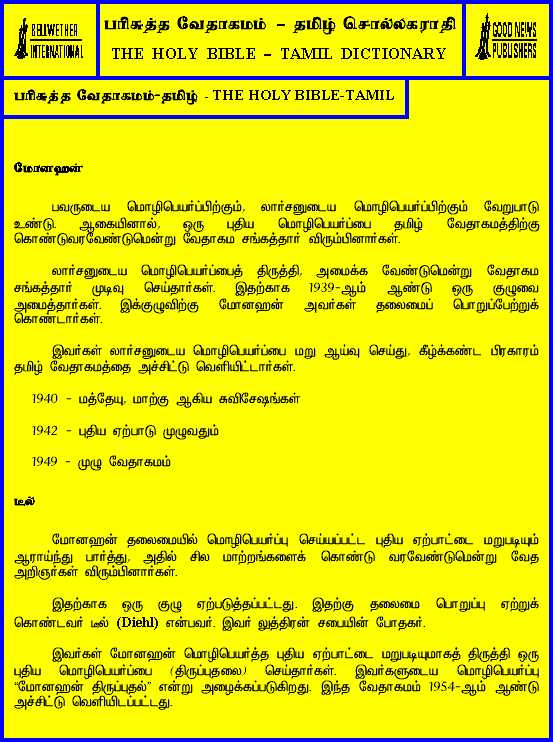 BELLWETHER
INTERNATIONAL
பரிசுத்த வேதாகமம் – தமிழ் சொல்லகராதி
THE HOLY BIBLE – TAMIL DICTIONARY
GOOD NEWS
PUBLISHERS
பரிசுத்த வேதாகமம்-தமிழ் - THE HOLY BIBLE-TAMIL
மோனஹன்
பவருடைய மொழிபெயர்ப்பிற்கும், லார்சனுடைய மொழிபெயர்ப்பிற்கும் வேறுபாடு
உண்டு. ஆகையினால், ஒரு புதிய மொழிபெயர்ப்பை தமிழ் வேதாகமத்திற்கு
கொண்டுவரவேண்டுமென்று வேதாகம சங்கத்தார் விரும்பினார்கள்.
லார்சனுடைய மொழிபெயர்ப்பைத் திருத்தி, அமைக்க வேண்டுமென்று வேதாகம
சங்கத்தார் முடிவு செய்தார்கள். இதற்காக 1939-ஆம் ஆண்டு ஒரு குழுவை
அமைத்தார்கள். இக்குழுவிற்கு மோனஹன் அவர்கள் தலைமைப் பொறுப்பேற்றுக்
கொண்டார்கள்.
இவர்கள் லார்சனுடைய மொழிபெயர்ப்பை மறு ஆய்வு செய்து, கீழ்க்கண்ட பிரகாரம்
தமிழ் வேதாகமத்தை அச்சிட்டு வெளியிட்டார்கள்.
1940 - மத்தேயு, மாற்கு ஆகிய சுவிசேஷங்கள்
1942 - புதிய ஏற்பாடு முழுவதும்
1949 - முழு வேதாகமம்
டீல்
மோனஹன் தலைமையில் மொழிபெயர்ப்பு செய்யப்பட்ட புதிய ஏற்பாட்டை மறுபடியும்
ஆராய்ந்து பார்த்து, அதில் சில மாற்றங்களைக் கொண்டு வரவேண்டுமென்று வேத
அறிஞர்கள் விரும்பினார்கள்.
இதற்காக ஒரு குழு ஏற்படுத்தப்பட்டது. இதற்கு தலைமை பொறுப்பு ஏற்றுக்
கொண்டவர் டீல் (Diehl) என்பவர். இவர் லுத்திரன் சபையின் போதகர்.
இவர்கள் மோனஹன் மொழிபெயர்த்த புதிய ஏற்பாட்டை மறுபடியுமாகத் திருத்தி ஒரு
புதிய மொழிபெயர்ப்பை (திருப்புதலை) செய்தார்கள். இவர்களுடைய மொழிபெயர்ப்பு
“மோனஹன் திருப்புதல்” என்று அழைக்கப்படுகிறது. இந்த வேதாகமம் 1954-ஆம் ஆண்டு
அச்சிட்டு வெளியிடப்பட்டது.